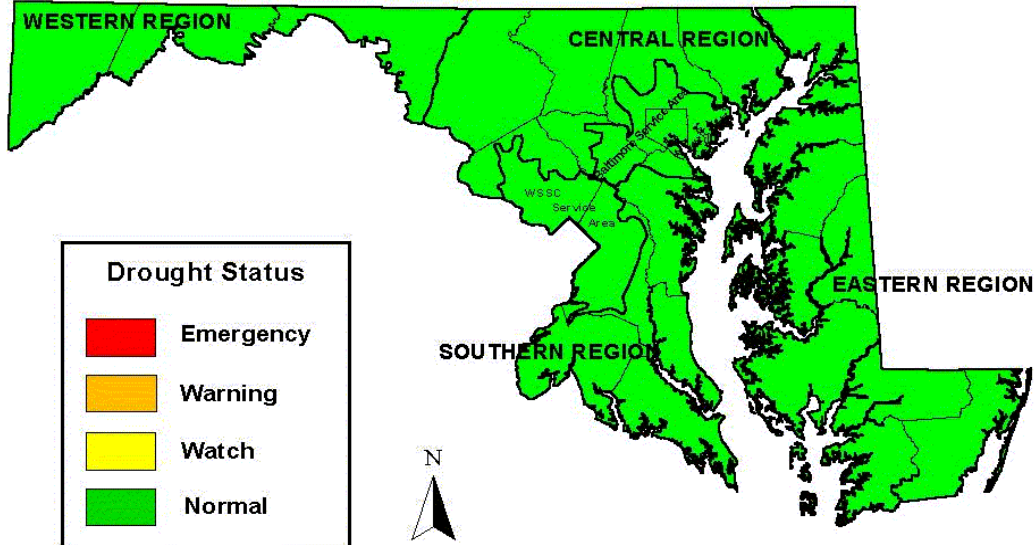 WESTERN REGION
CENTRAL REGION
Baltimore Service Area
WSSC
Service
Area
EASTERN REGION
SOUTHERN REGION
Drought Status
Emergency
Warning
Watch
Normal
N